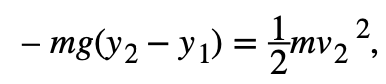 − mg(y₂ − y₁) = ½mv₂²,